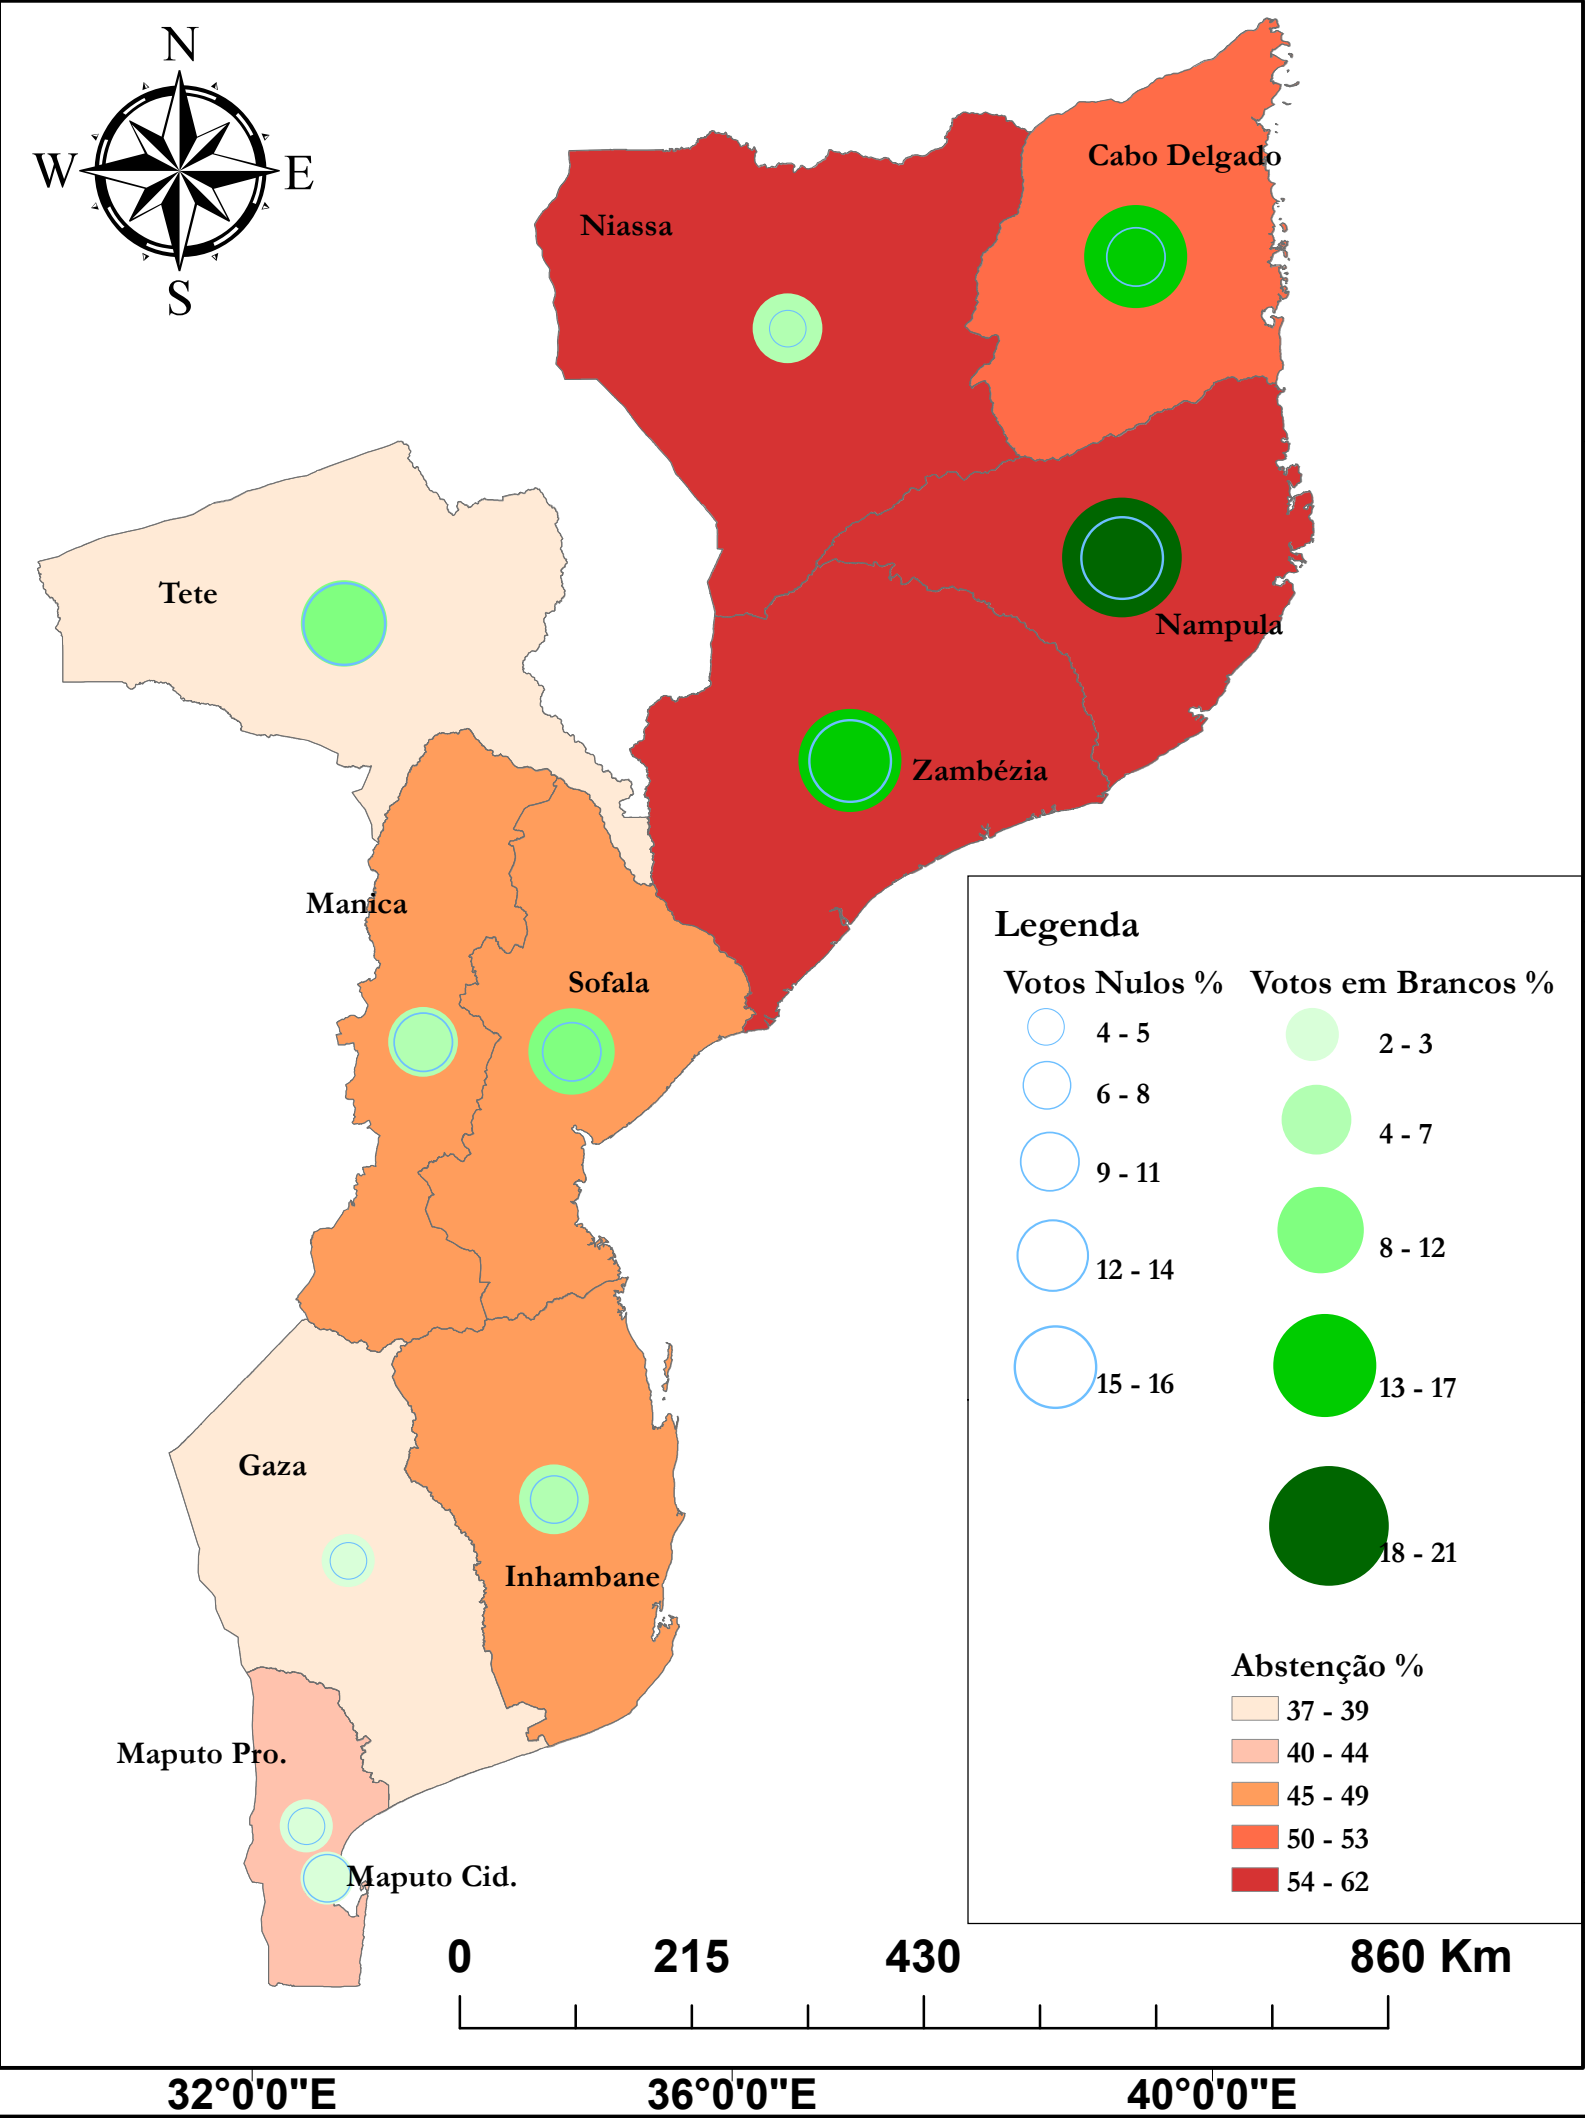 N
W
E
S
Cabo Delgado
Niassa
Tete
Nampula
Zambézia
Manica
Sofala
Gaza
Inhambane
Maputo Pro.
Maputo Cid.
Legenda
Votos Nulos %
4 - 5
6 - 8
9 - 11
12 - 14
15 - 16
Votos em Brancos %
2 - 3
4 - 7
8 - 12
13 - 17
18 - 21
Abstenção %
37 - 39
40 - 44
45 - 49
50 - 53
54 - 62
0 215 430 860 Km
32°0'0"E 36°0'0"E 40°0'0"E